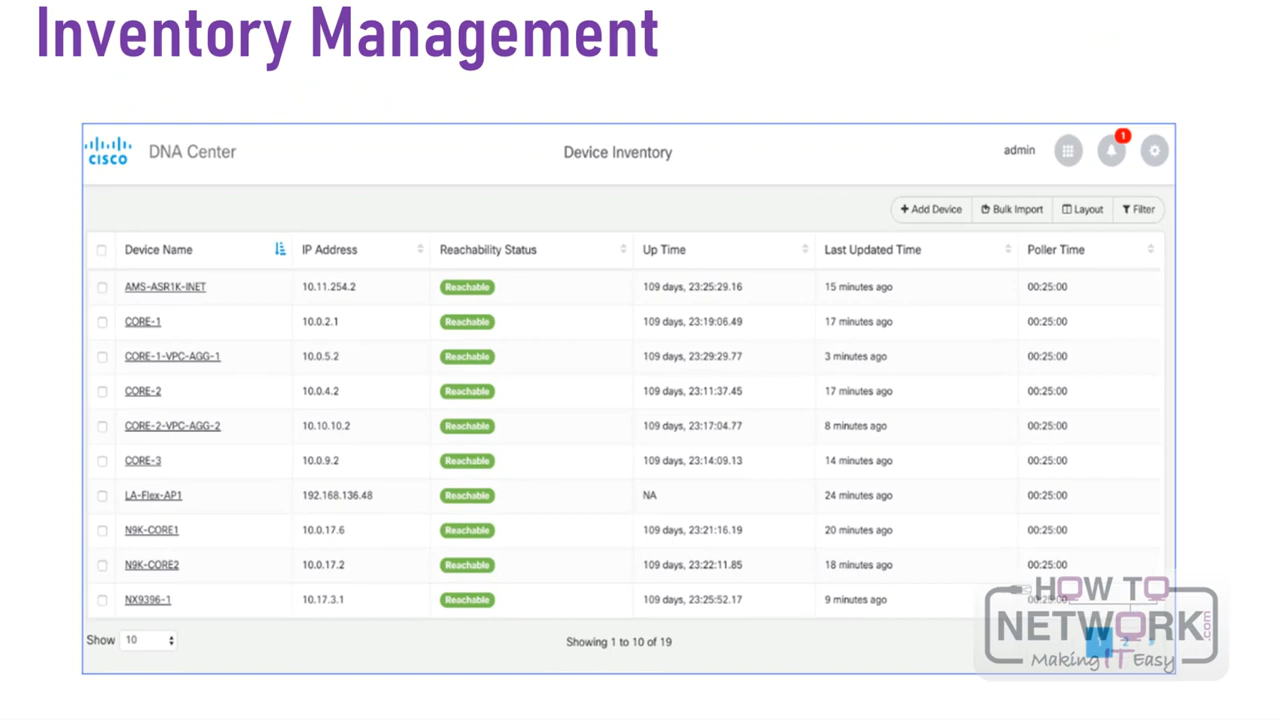 Inventory Management
CISCO DNA Center Device Inventory admin 1
Add Device Bulk Import Layout Filter
Device Name IP Address Reachability Status Up Time Last Updated Time Poller Time
AMS-ASR1K-INET 10.11.254.2 Reachable 109 days, 23:25:29.16 15 minutes ago 00:25:00
CORE-1 10.0.2.1 Reachable 109 days, 23:19:06.49 17 minutes ago 00:25:00
CORE-1-VPC-AGG-1 10.0.5.2 Reachable 109 days, 23:29:29.77 3 minutes ago 00:25:00
CORE-2 10.0.4.2 Reachable 109 days, 23:11:37.45 17 minutes ago 00:25:00
CORE-2-VPC-AGG-2 10.10.10.2 Reachable 109 days, 23:17:04.77 8 minutes ago 00:25:00
CORE-3 10.0.9.2 Reachable 109 days, 23:14:09.13 14 minutes ago 00:25:00
LA-Flex-AP1 192.168.136.48 Reachable NA 24 minutes ago 00:25:00
N9K-CORE1 10.0.17.6 Reachable 109 days, 23:21:16.19 20 minutes ago 00:25:00
N9K-CORE2 10.0.17.2 Reachable 109 days, 23:22:11.85 18 minutes ago 00:25:00
NX9396-1 10.17.3.1 Reachable 109 days, 23:25:52.17 9 minutes ago
Show 10 Showing 1 to 10 of 19 1 2
HOW TO
NETWORK.com
Making IT Easy